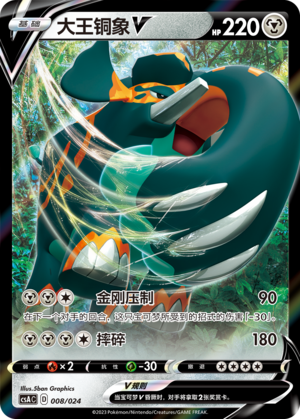 基础 大王铜象V HP220
金刚压制 90
在下一个对手的回合，这只宝可梦所受到的招式的伤害「-30」。
摔碎 180
弱点 ×2 抗性 -30 撤退
Illus.5ban Graphics
csAC D 008/024
V规则
当宝可梦V昏厥时，对手将拿取2张奖赏卡。
©2023 Pokémon/Nintendo/Creatures/GAME FREAK.